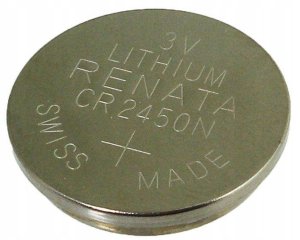 3V
LITHIUM
RENATA
CR2450N
+
SWISS MADE